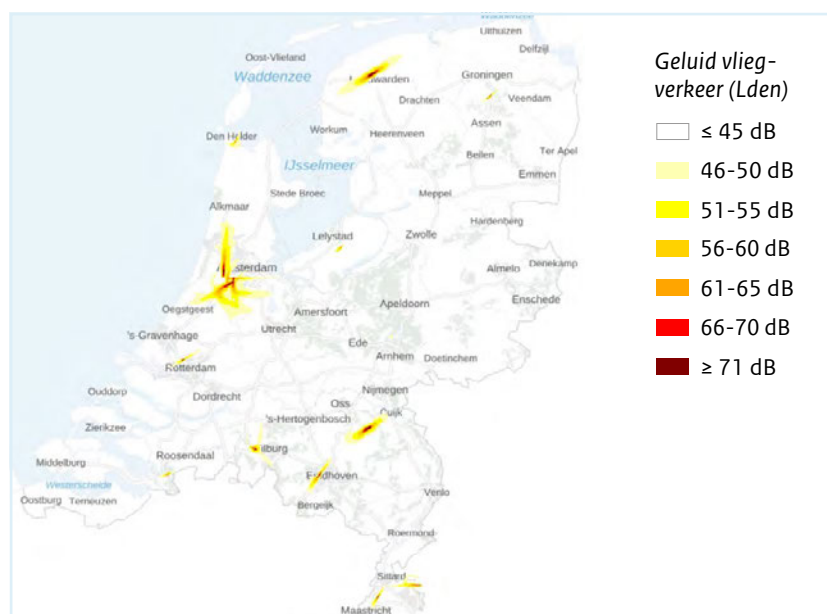 Waddenzee
Uithuizen
Delfzijl
Oost-Vlieland
Waddenzee
Groningen
Drachten
Veendam
Assen
Den Helder
Workum
Heerenveen
Ter Apel
Beilen
IJsselmeer
Emmen
Stede Broec
Meppel
Alkmaar
Hardenberg
Lelystad
Zwolle
Denekamp
Almelo
Enschede
Oegstgeest
Apeldoorn
Amersfoort
's-Gravenhage
Utrecht
Ede
Arnhem
Doetinchem
Rotterdam
Nijmegen
Ouddorp
Dordrecht
Oss
Cuijk
's-Hertogenbosch
Zierikzee
Roosendaal
Middelburg
Eindhoven
Westerschelde
Oostburg
Terneuzen
Bergeijk
Venlo
Roermond
Sittard
Maastricht
Geluid vlieg-
verkeer (Lden)
≤ 45 dB
46-50 dB
51-55 dB
56-60 dB
61-65 dB
66-70 dB
≥ 71 dB